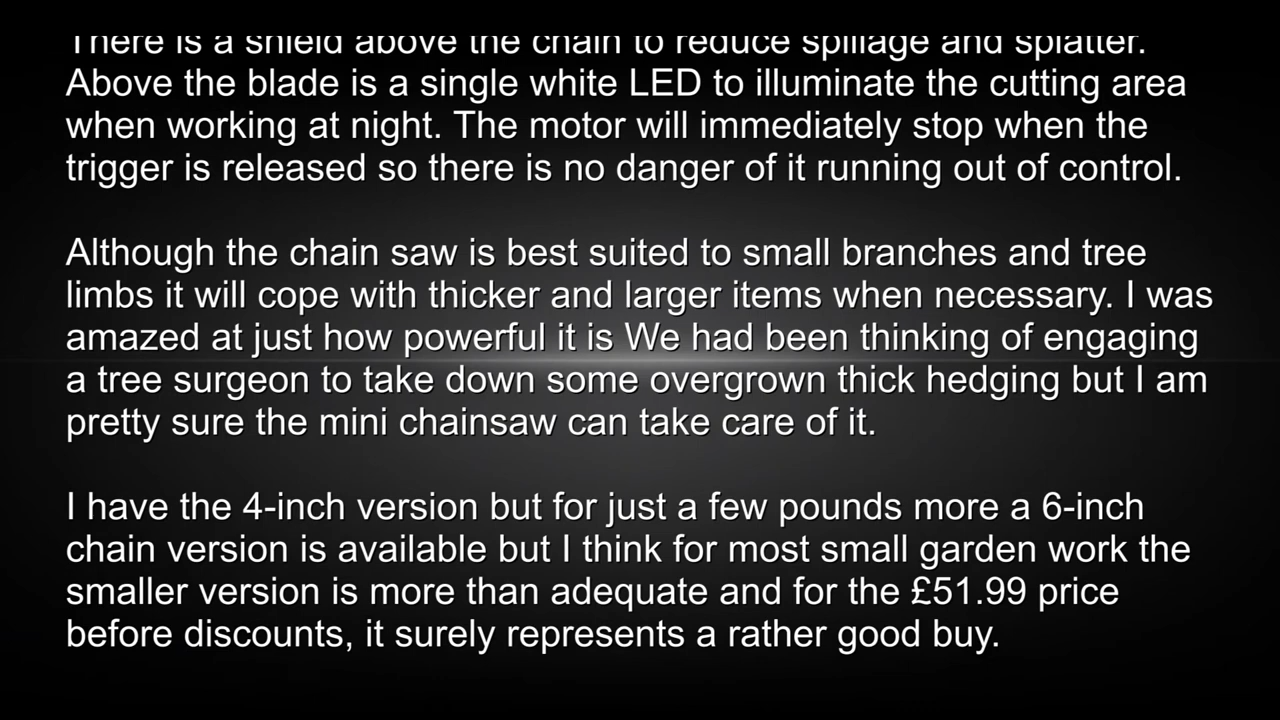 There is a shield above the chain to reduce spillage and splatter.
Above the blade is a single white LED to illuminate the cutting area
when working at night. The motor will immediately stop when the
trigger is released so there is no danger of it running out of control.
Although the chain saw is best suited to small branches and tree
limbs it will cope with thicker and larger items when necessary. I was
amazed at just how powerful it is We had been thinking of engaging
a tree surgeon to take down some overgrown thick hedging but I am
pretty sure the mini chainsaw can take care of it.
I have the 4-inch version but for just a few pounds more a 6-inch
chain version is available but I think for most small garden work the
smaller version is more than adequate and for the £51.99 price
before discounts, it surely represents a rather good buy.